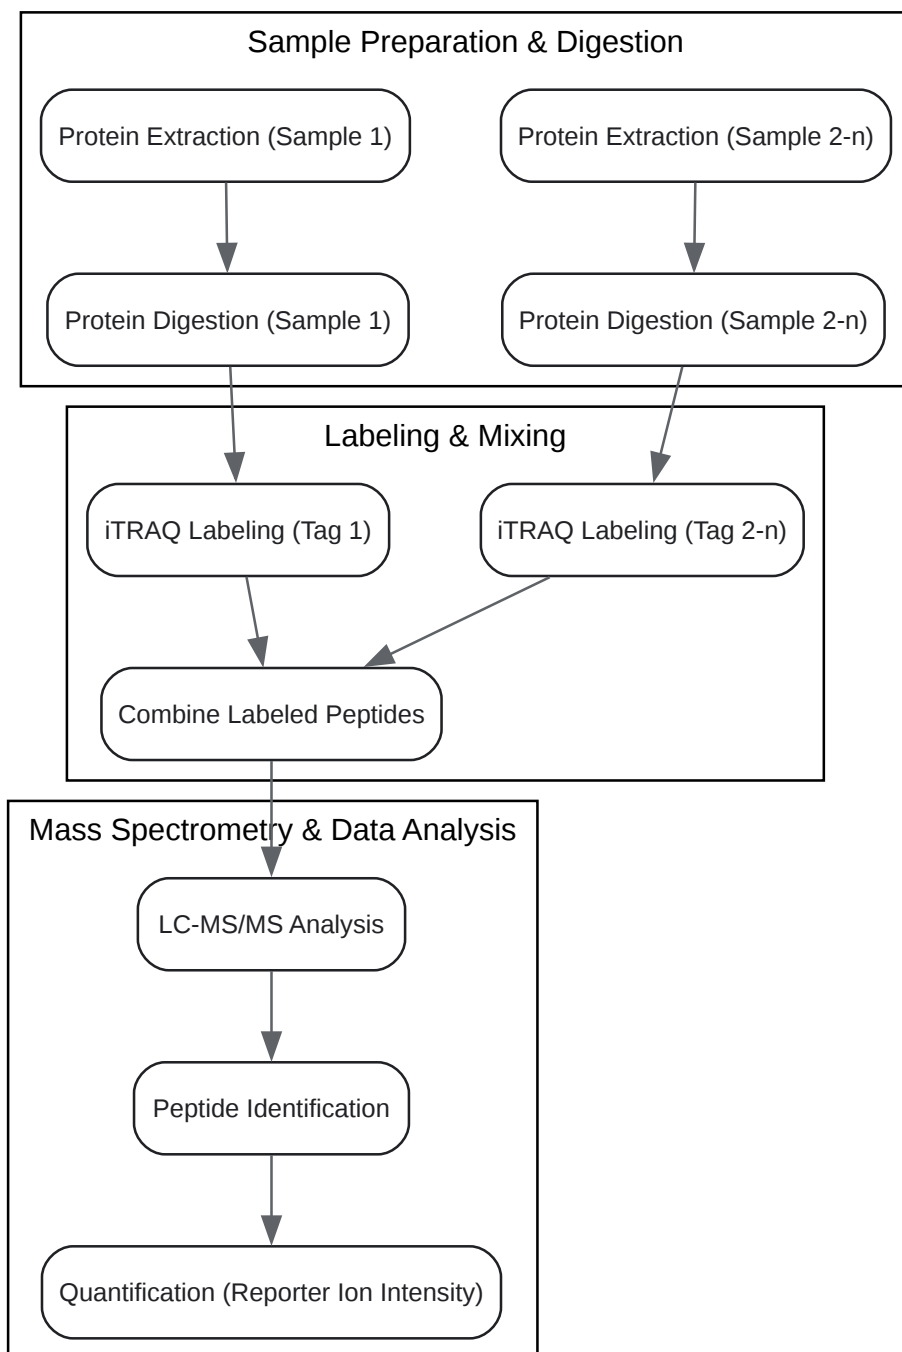 Sample Preparation & Digestion
Protein Extraction (Sample 1)
Protein Extraction (Sample 2-n)
Protein Digestion (Sample 1)
Protein Digestion (Sample 2-n)
Labeling & Mixing
iTRAQ Labeling (Tag 1)
iTRAQ Labeling (Tag 2-n)
Combine Labeled Peptides
Mass Spectrometry & Data Analysis
LC-MS/MS Analysis
Peptide Identification
Quantification (Reporter Ion Intensity)